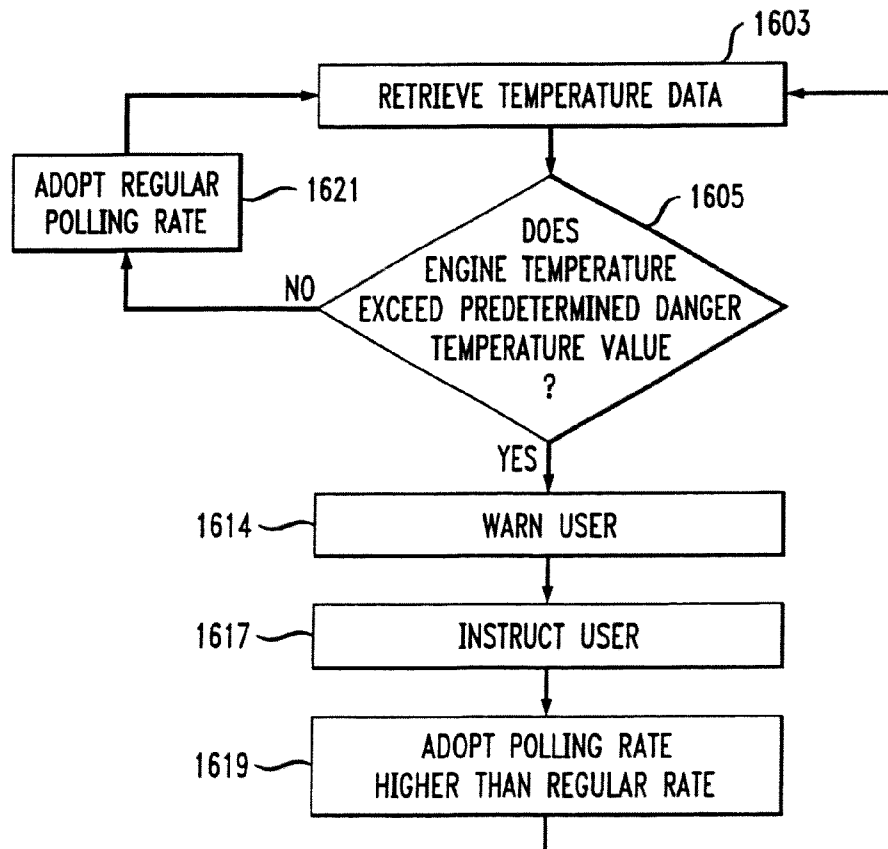 1603
RETRIEVE TEMPERATURE DATA
ADOPT REGULAR
POLLING RATE
1621
1605
DOES
ENGINE TEMPERATURE
EXCEED PREDETERMINED DANGER
TEMPERATURE VALUE
?
NO
YES
1614
WARN USER
1617
INSTRUCT USER
1619
ADOPT POLLING RATE
HIGHER THAN REGULAR RATE